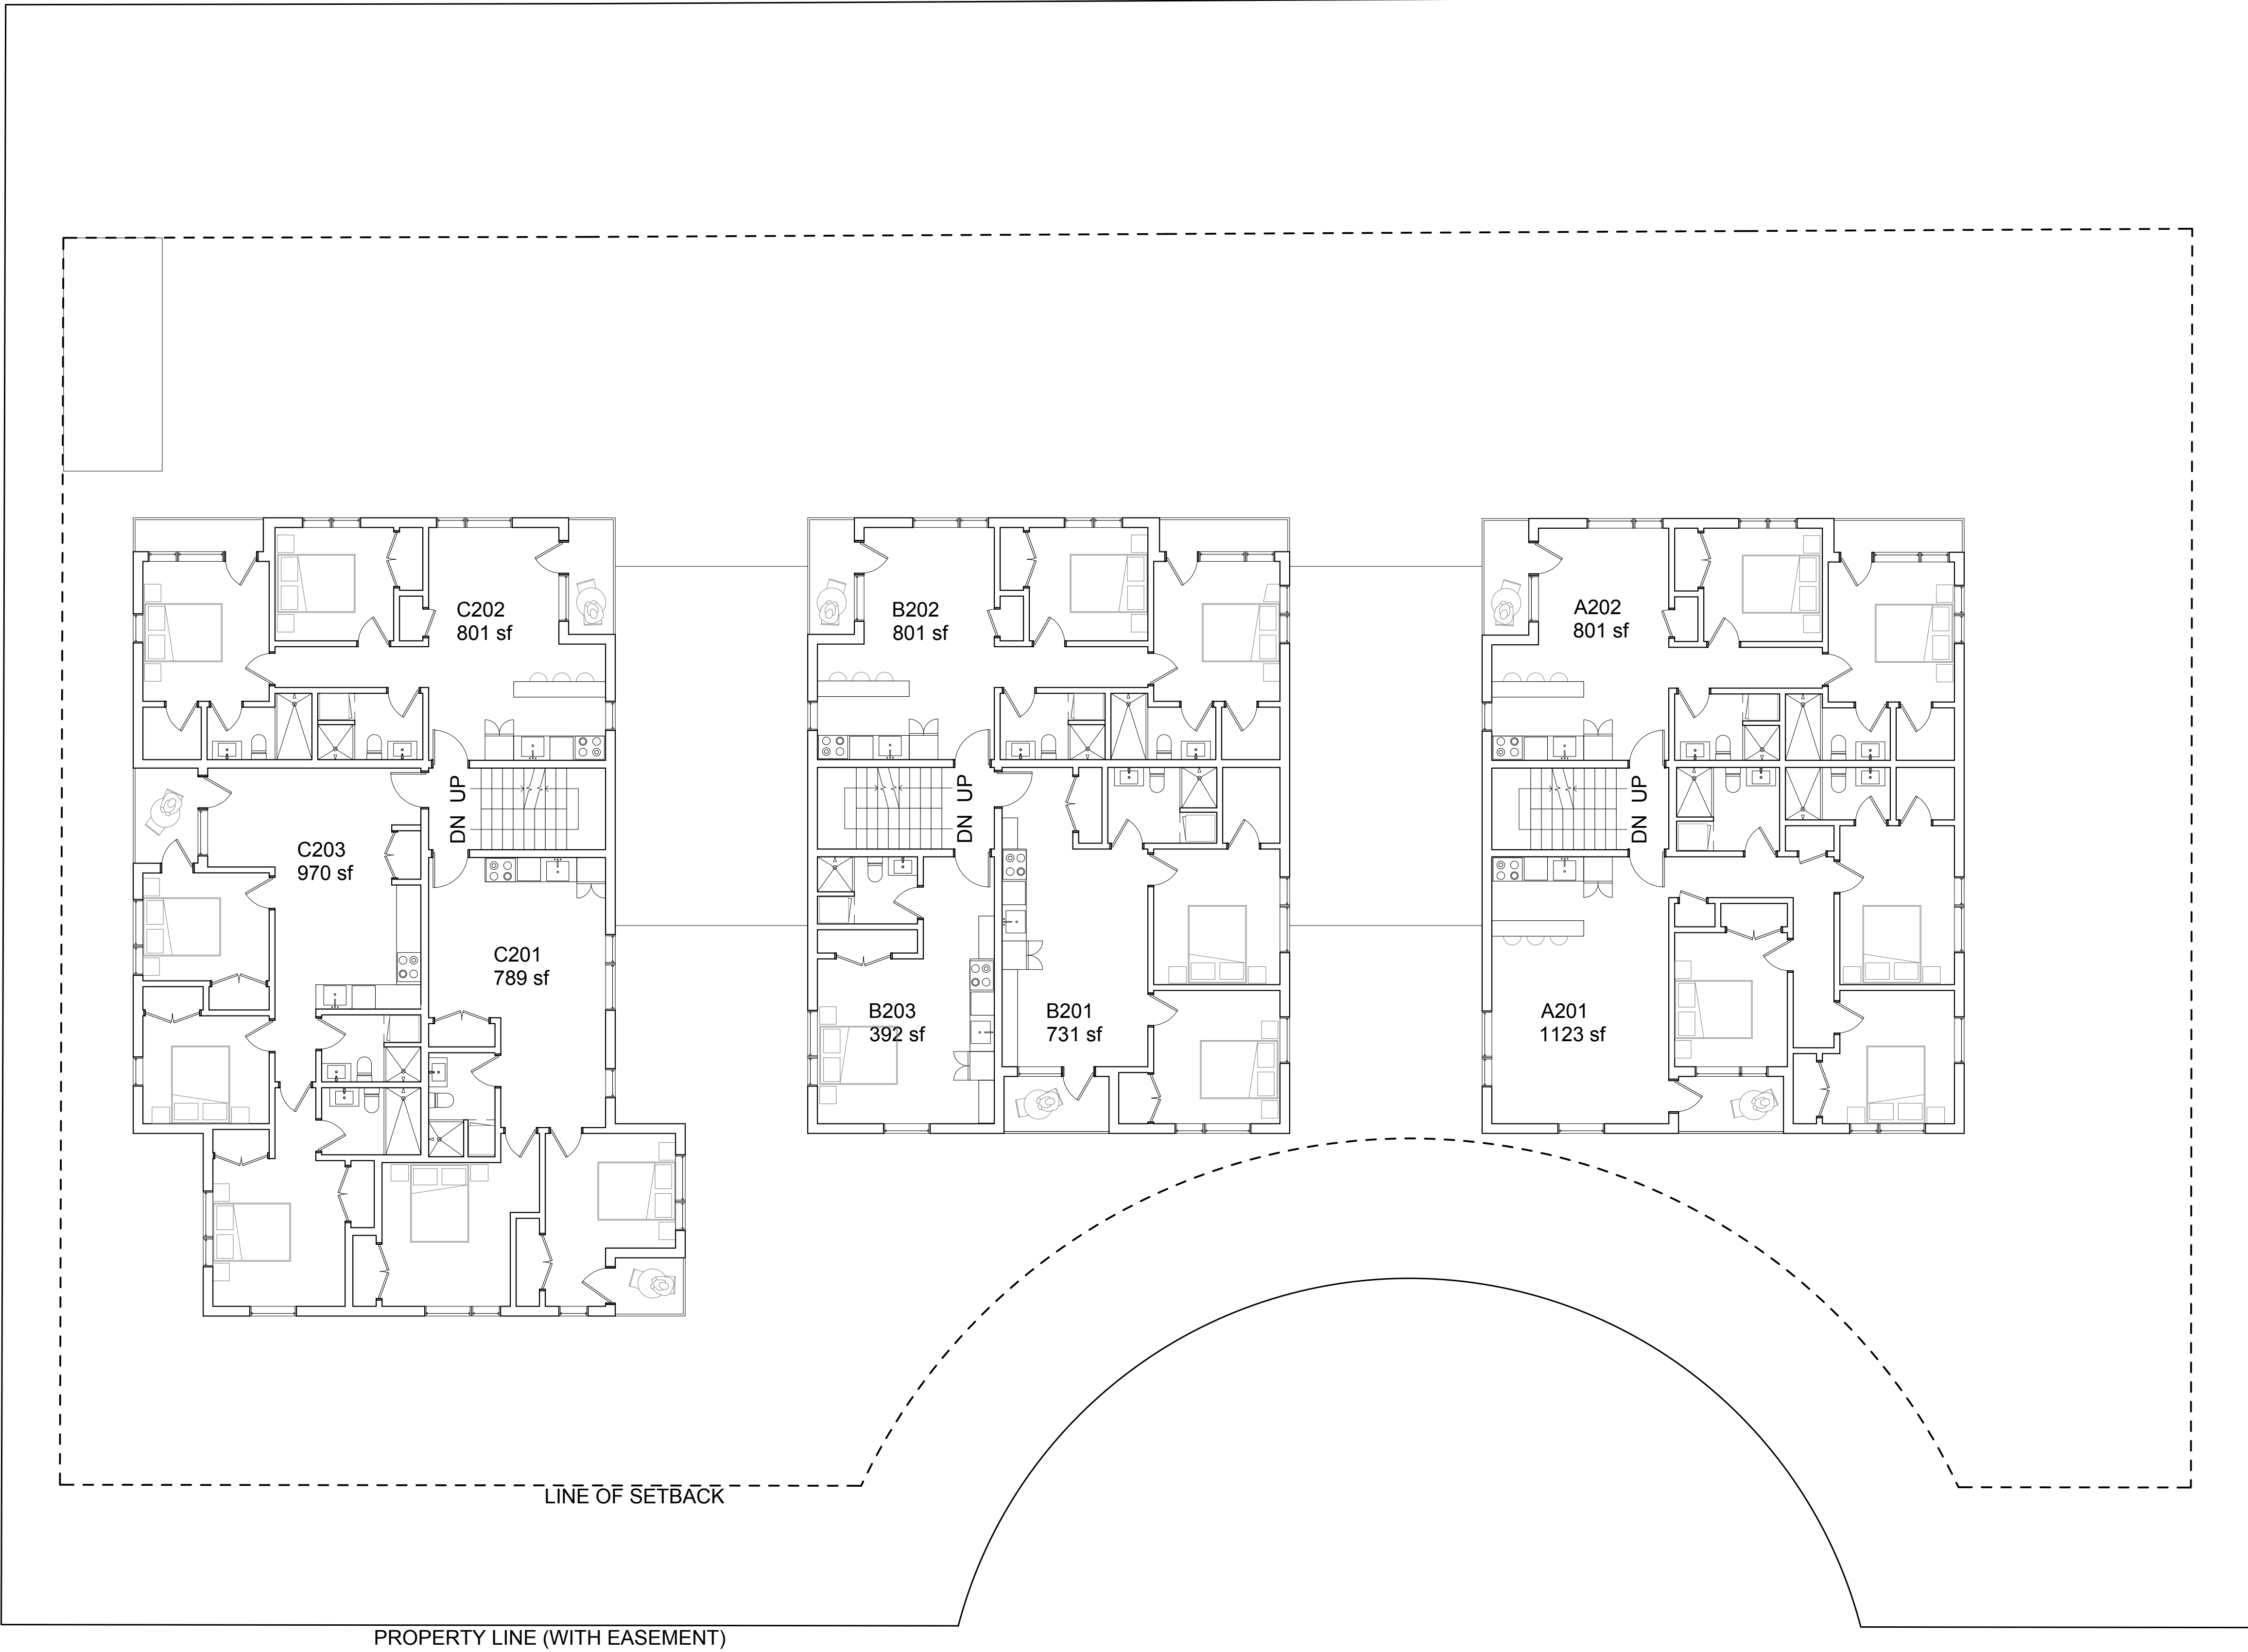 C202
801 sf
B202
801 sf
A202
801 sf
DN UP
DN UP
DN UP
C203
970 sf
C201
789 sf
B203
392 sf
B201
731 sf
A201
1123 sf
LINE OF SETBACK
PROPERTY LINE (WITH EASEMENT)